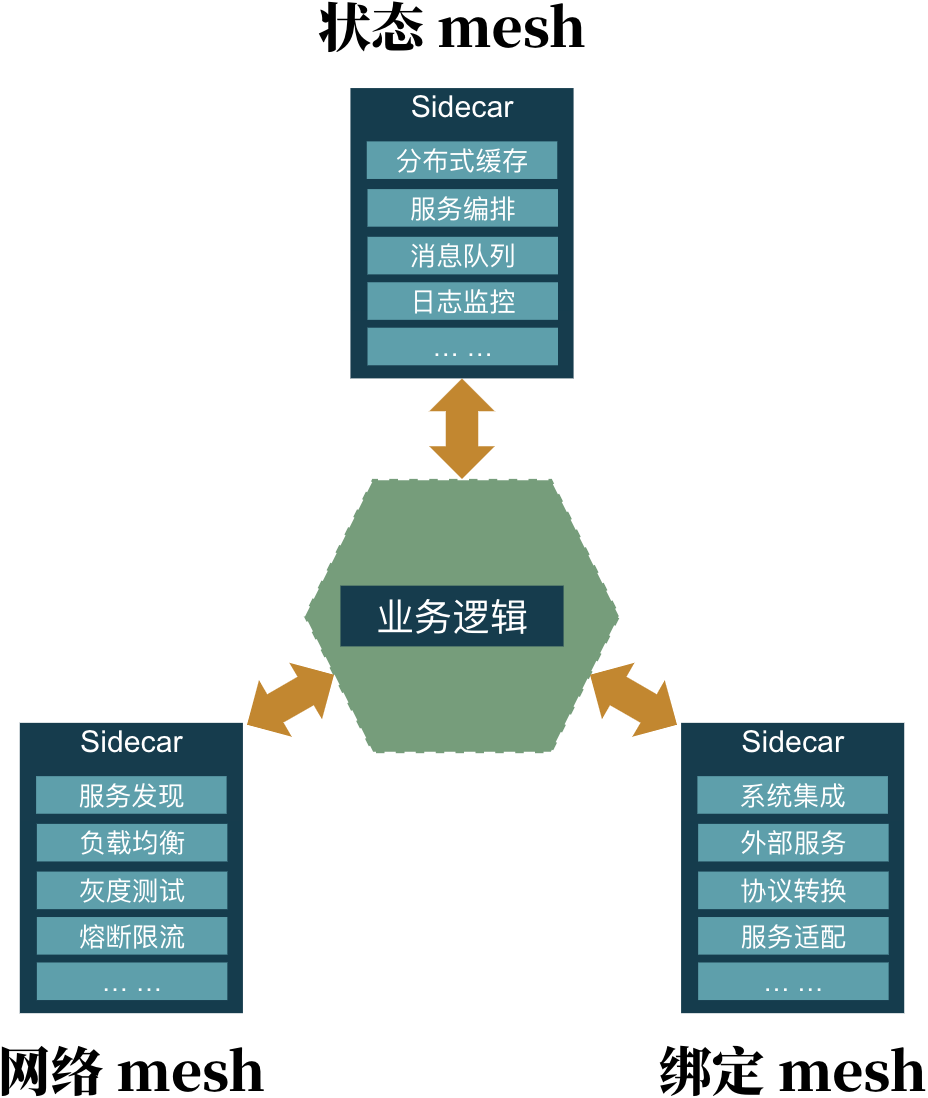 状态 mesh
Sidecar
分布式缓存
服务编排
消息队列
日志监控
… …
业务逻辑
Sidecar
服务发现
负载均衡
灰度测试
熔断限流
… …
网络 mesh
Sidecar
系统集成
外部服务
协议转换
服务适配
… …
绑定 mesh